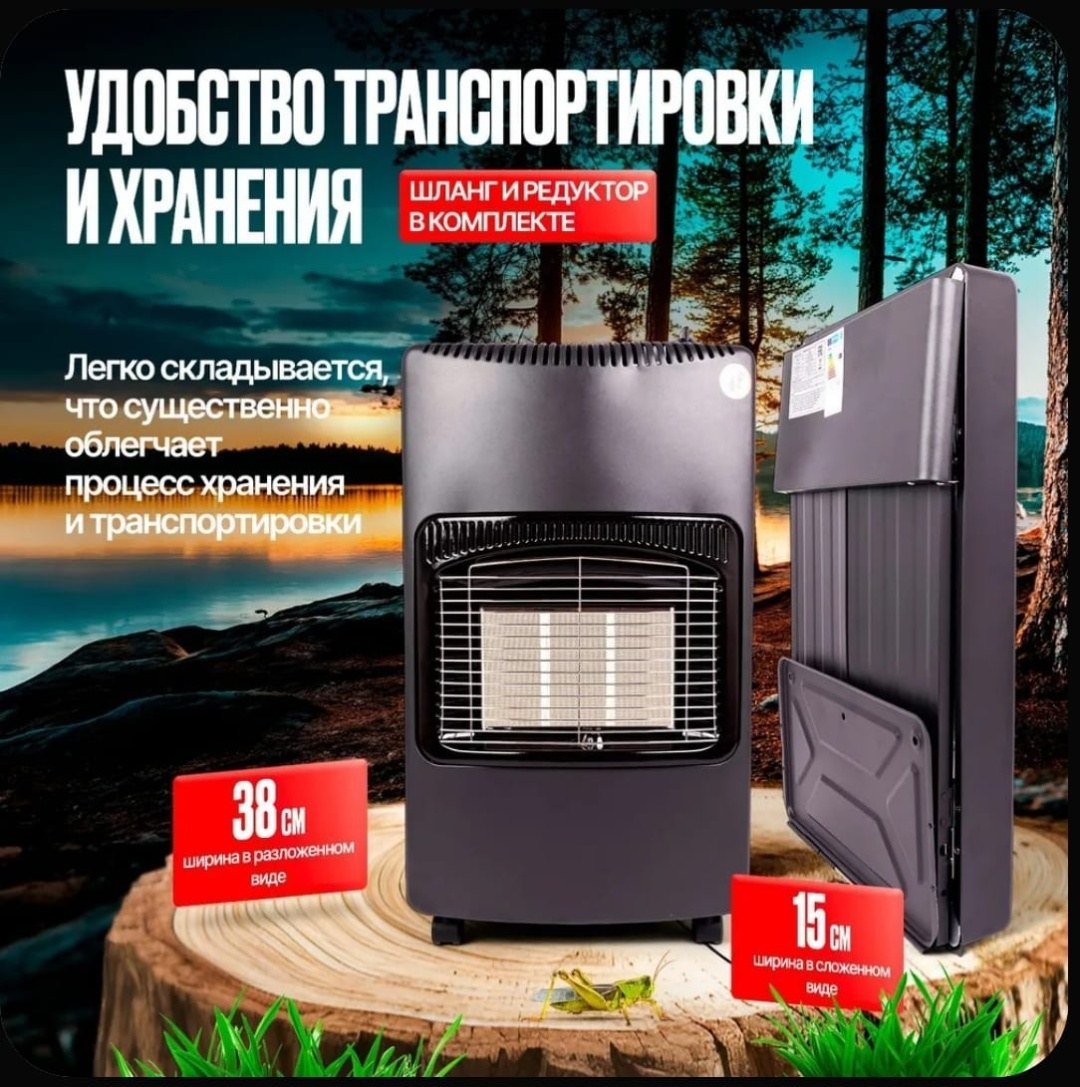 УДОБСТВО ТРАНСПОРТИРОВКИ
И ХРАНЕНИЯ
ШЛАНГ И РЕДУКТОР
В КОМПЛЕКТЕ
Легко складывается,
что существенно
облегчает
процесс хранения
и транспортировки
38 СМ
ширина в разложенном
виде
15 СМ
ширина в сложенном
виде